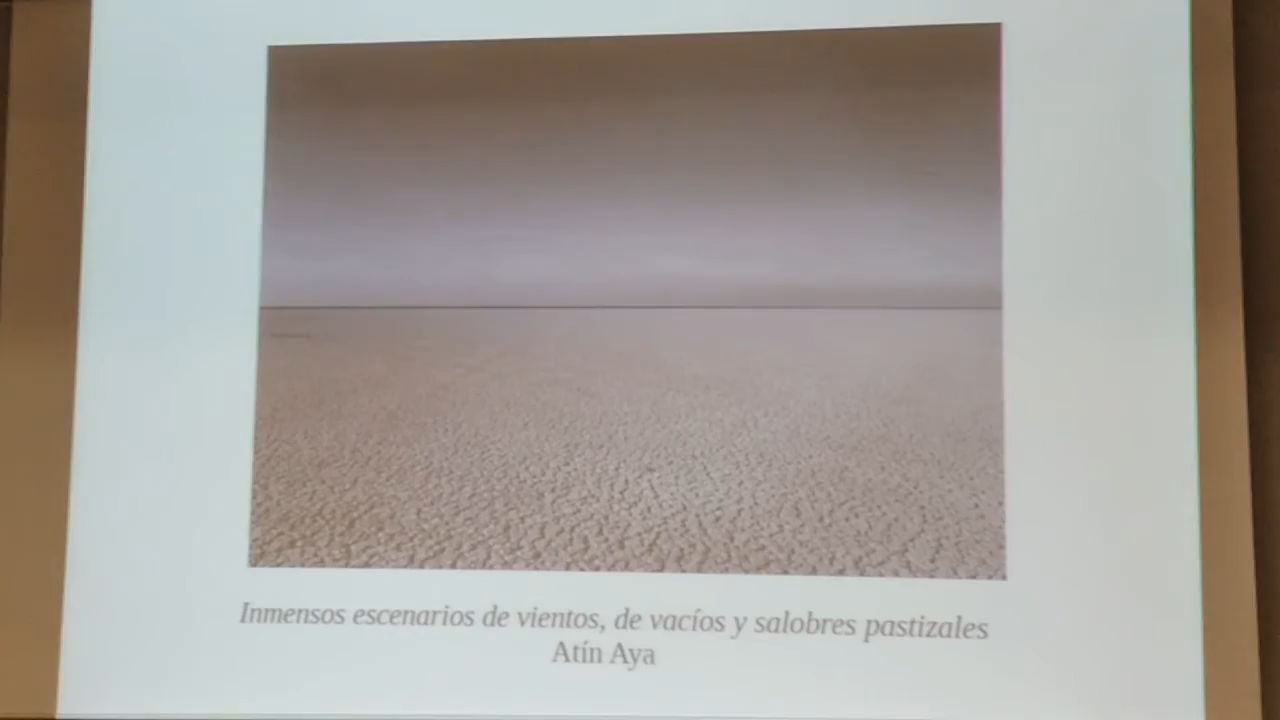 Inmensos escenarios de vientos, de vacíos y salobres pastizales
Atín Aya